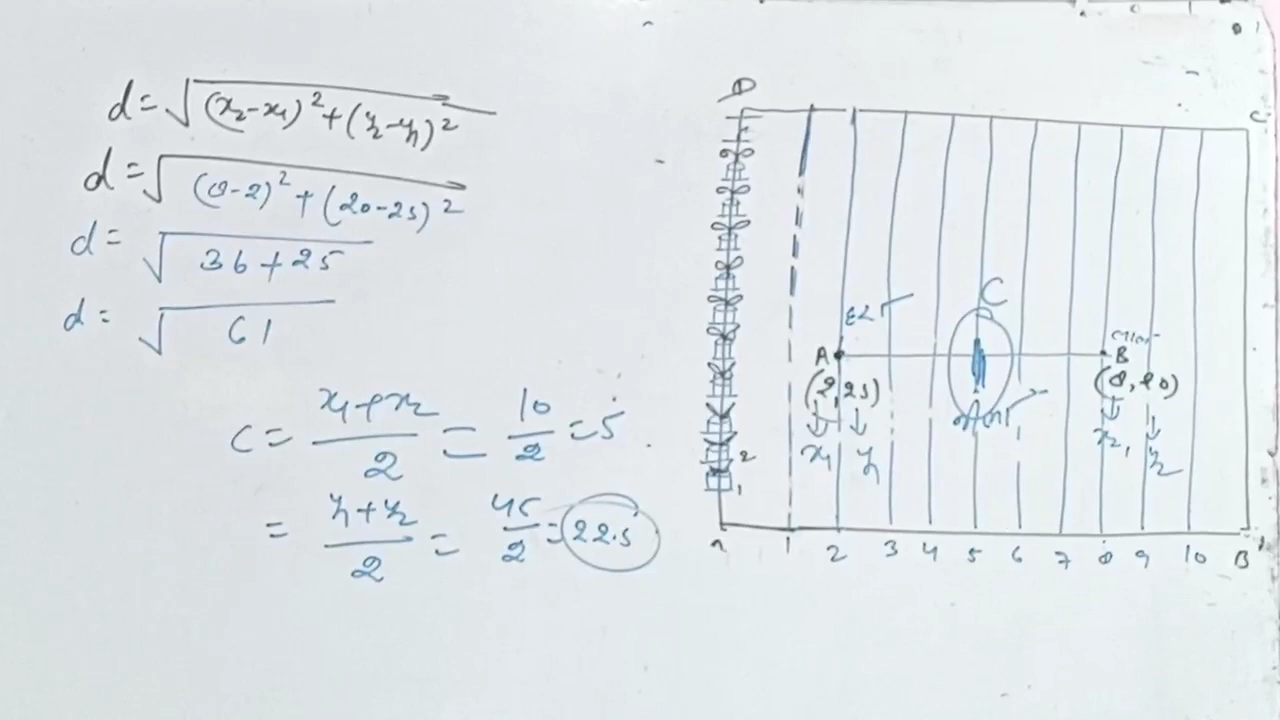 d = √(x₂-x₁)²+(y₂-y₁)²
d = √(8-2)²+(20-25)²
d = √36+25
d = √61
C = x₁+x₂/2 = 10/2 = 5
= y₁+y₂/2 = 45/2 = 22.5
D
C
C
A
B
(2,25)
(8,20)
x₁ y₁
x₂, y₂
2
1
1 2 3 4 5 6 7 8 9 10 B